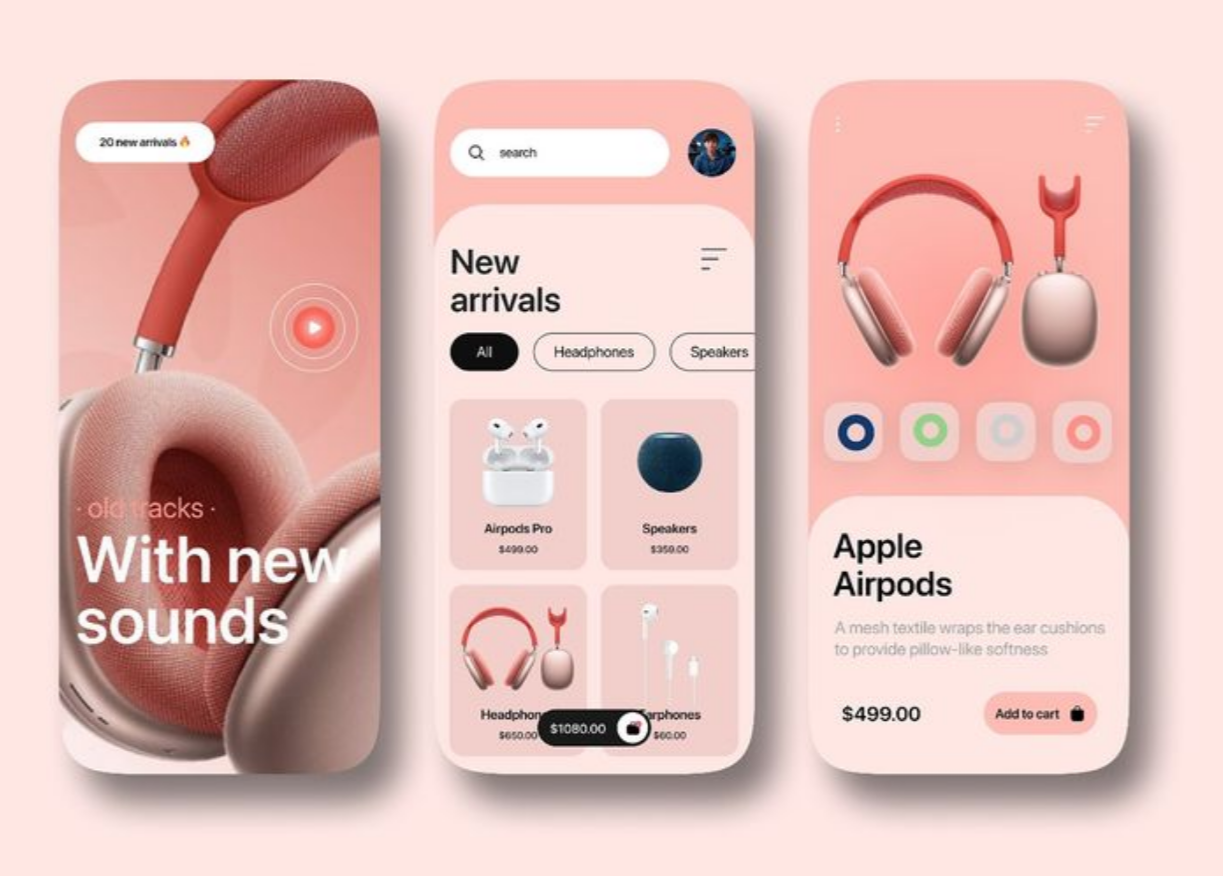 20 new arrivals 🔥
· old tracks ·
With new
sounds
search
New
arrivals
All
Headphones
Speakers
Airpods Pro
$499.00
Speakers
$359.00
Headphon
$650.00
$1080.00
arphones
$60.00
Apple
Airpods
A mesh textile wraps the ear cushions
to provide pillow-like softness
$499.00
Add to cart